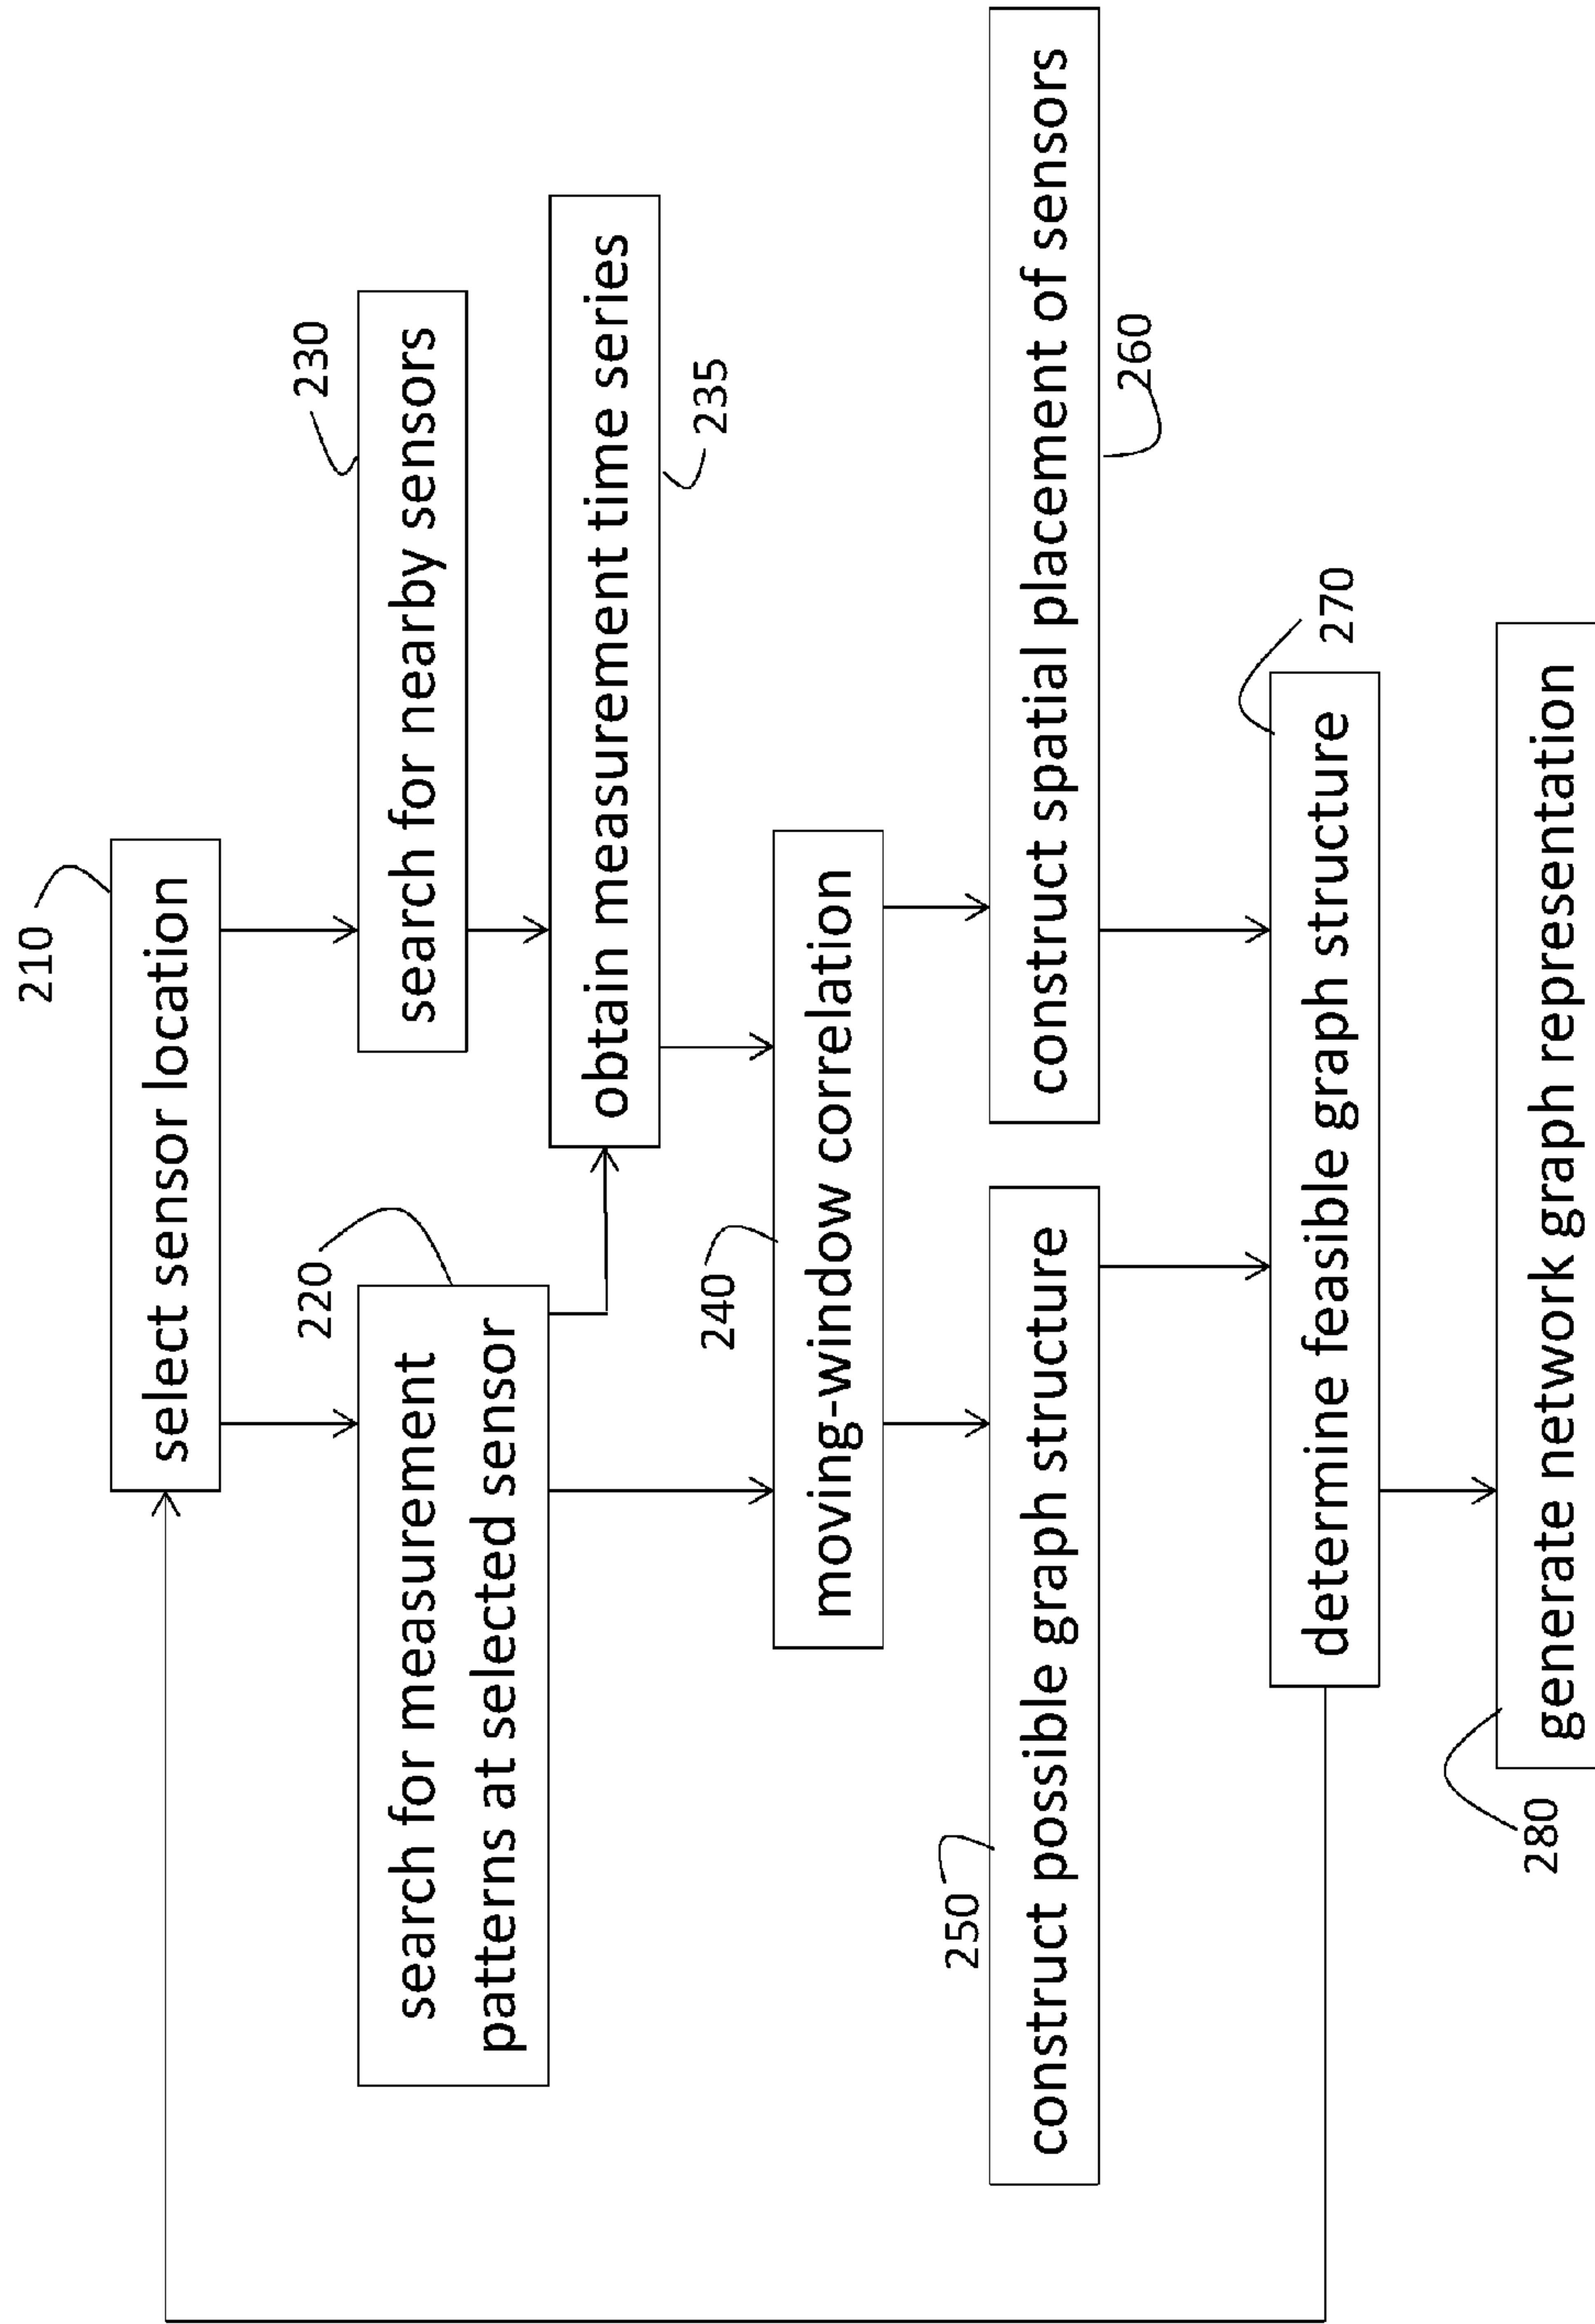 210
select sensor location
220
search for measurement
patterns at selected sensor
230
search for nearby sensors
obtain measurement time series
235
240
moving-window correlation
250
construct possible graph structure
construct spatial placement of sensors
260
270
determine feasible graph structure
280
generate network graph representation